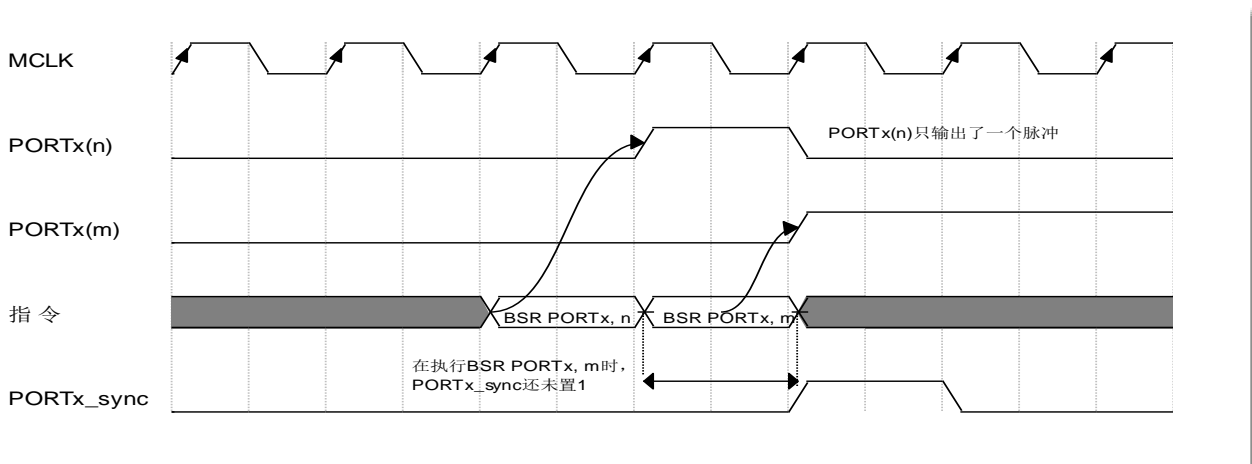 MCLK
PORTx(n)
PORTx(n)只输出了一个脉冲
PORTx(m)
指 令
BSR PORTx, n
BSR PORTx, m
在执行BSR PORTx, m时,
PORTx_sync还未置1
PORTx_sync